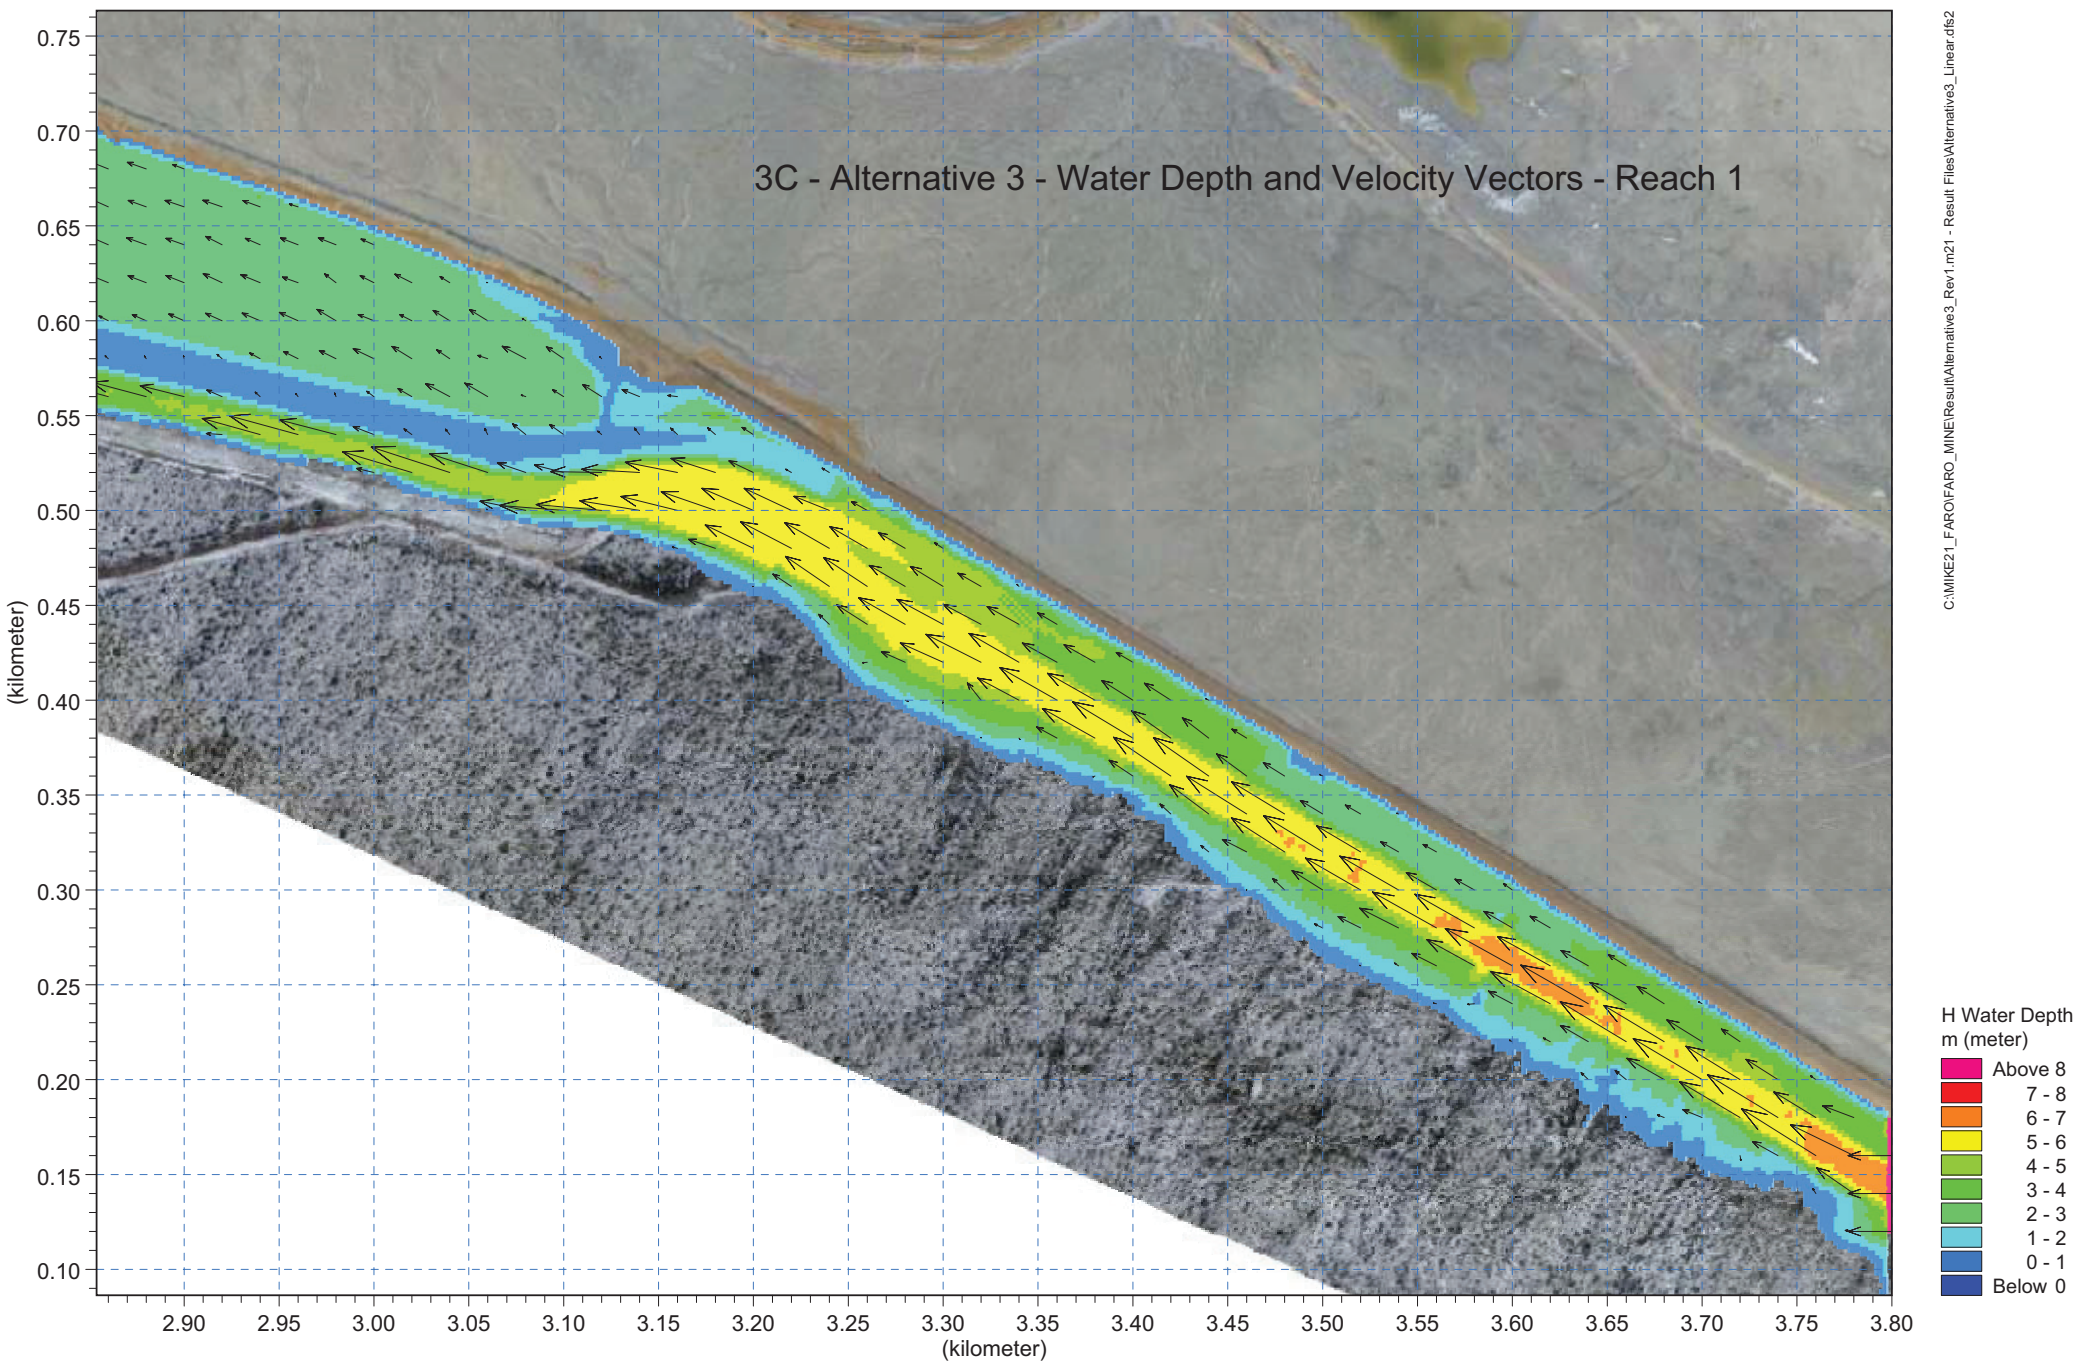 3C - Alternative 3 - Water Depth and Velocity Vectors - Reach 1
0.75
0.70
0.65
0.60
0.55
0.50
0.45
0.40
0.35
0.30
0.25
0.20
0.15
0.10
(kilometer)
2.90 2.95 3.00 3.05 3.10 3.15 3.20 3.25 3.30 3.35 3.40 3.45 3.50 3.55 3.60 3.65 3.70 3.75 3.80
(kilometer)
C:\MIKE21_FARO\FARO_MINE\Result\Alternative3_Rev1.m21 - Result Files\Alternative3_Linear.dfs2
H Water Depth
m (meter)
Above 8
7 - 8
6 - 7
5 - 6
4 - 5
3 - 4
2 - 3
1 - 2
0 - 1
Below 0